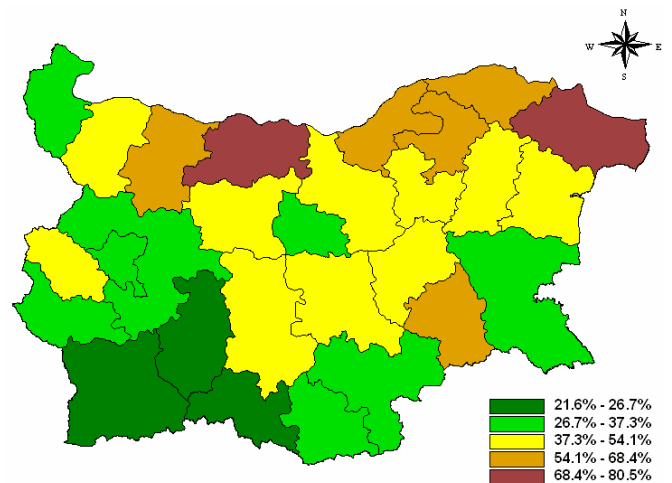 N
W E
S
21.6% - 26.7%
26.7% - 37.3%
37.3% - 54.1%
54.1% - 68.4%
68.4% - 80.5%